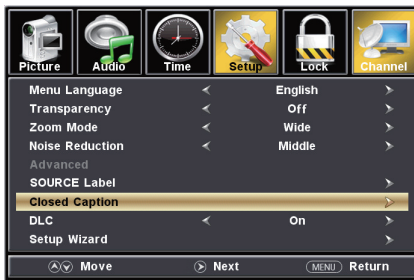 Picture Audio Time Setup Lock Channel
Menu Language English
Transparency Off
Zoom Mode Wide
Noise Reduction Middle
Advanced
SOURCE Label
Closed Caption
DLC On
Setup Wizard
Move Next MENU Return